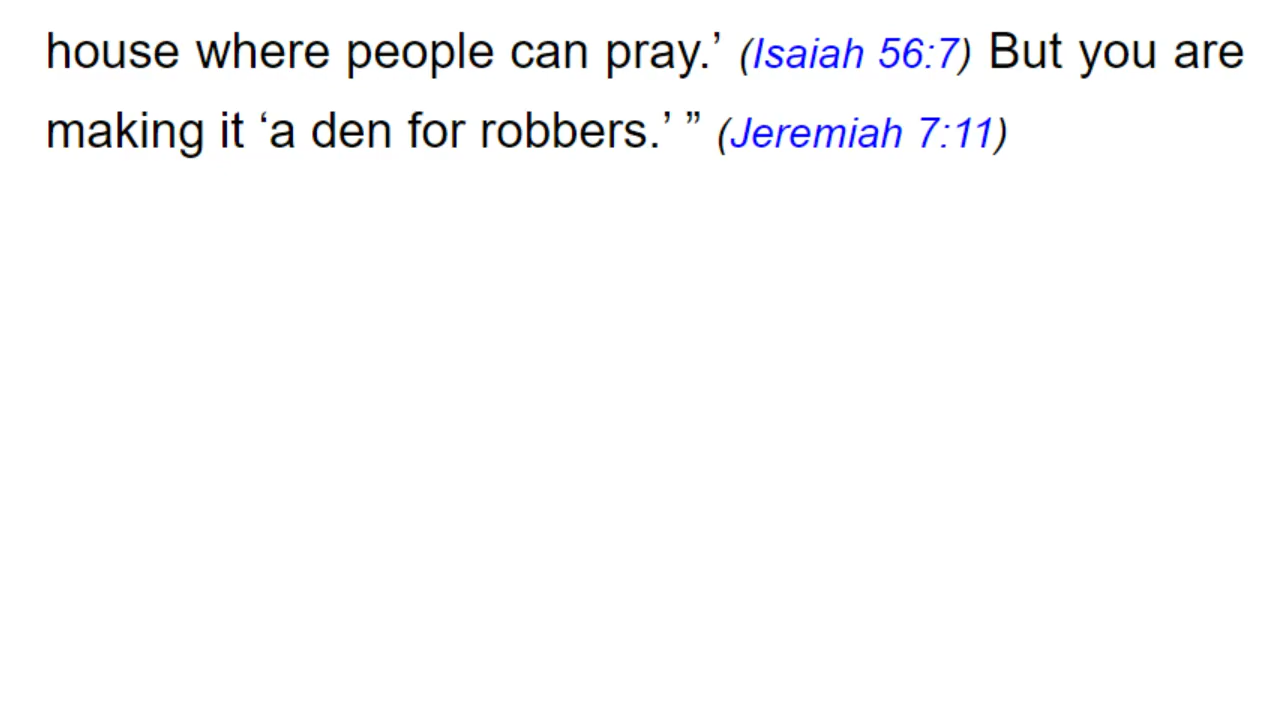 house where people can pray.’ (Isaiah 56:7) But you are
making it ‘a den for robbers.’ ” (Jeremiah 7:11)